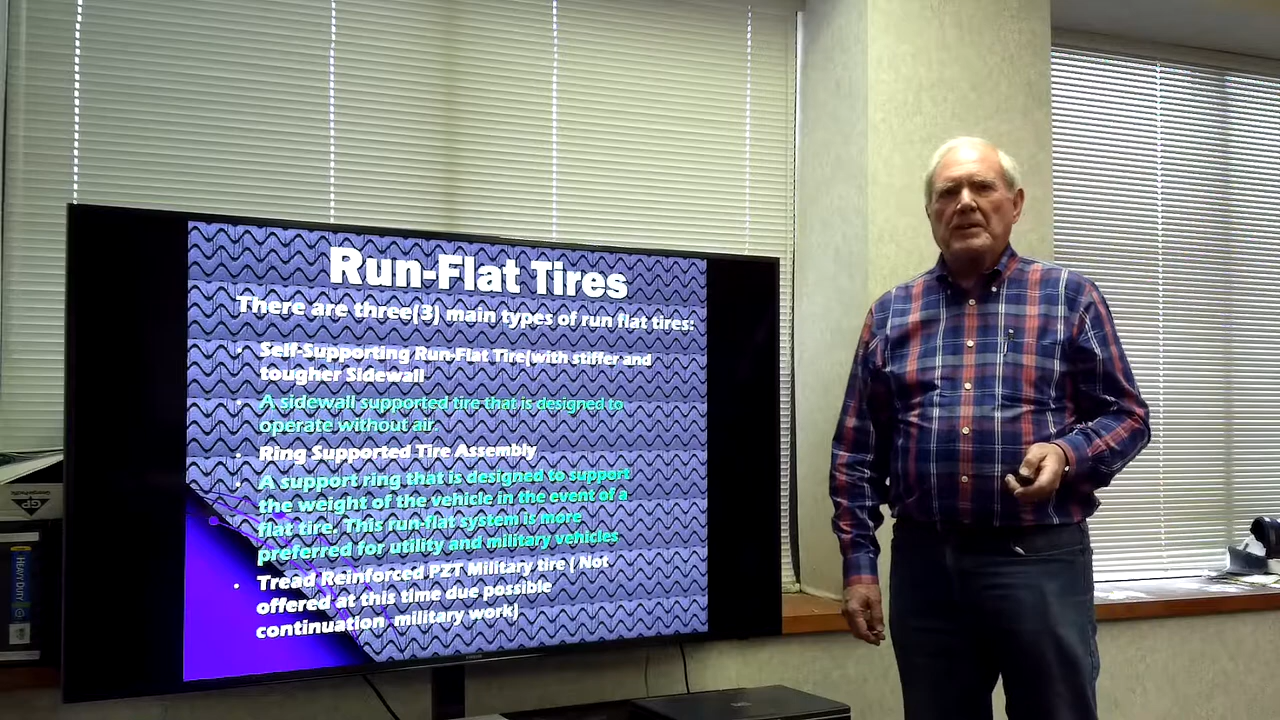 Run-Flat Tires
There are three(3) main types of run flat tires:
• Self-Supporting Run-Flat Tire(with stiffer and
tougher Sidewall
• A sidewall supported tire that is designed to
operate without air.
• Ring Supported Tire Assembly
• A support ring that is designed to support
the weight of the vehicle in the event of a
flat tire. This fun-flat system is more
preferred for utility and military vehicles
• Tread Reinforced PZT Military tire ( Not
offered at this time due possible
continuation military work)
GP
HEAVY DUTY